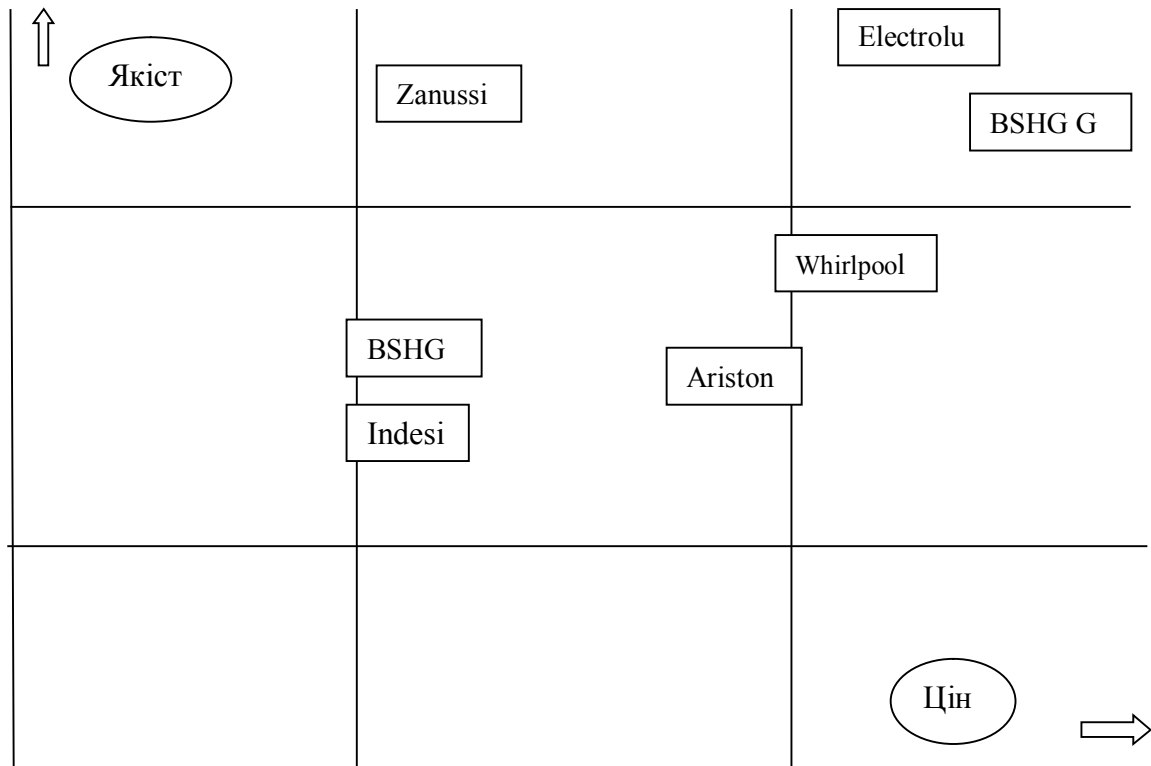 Electrolu
Якіст
Zanussi
BSHG G
Whirlpool
BSHG
Ariston
Indesi
Цін